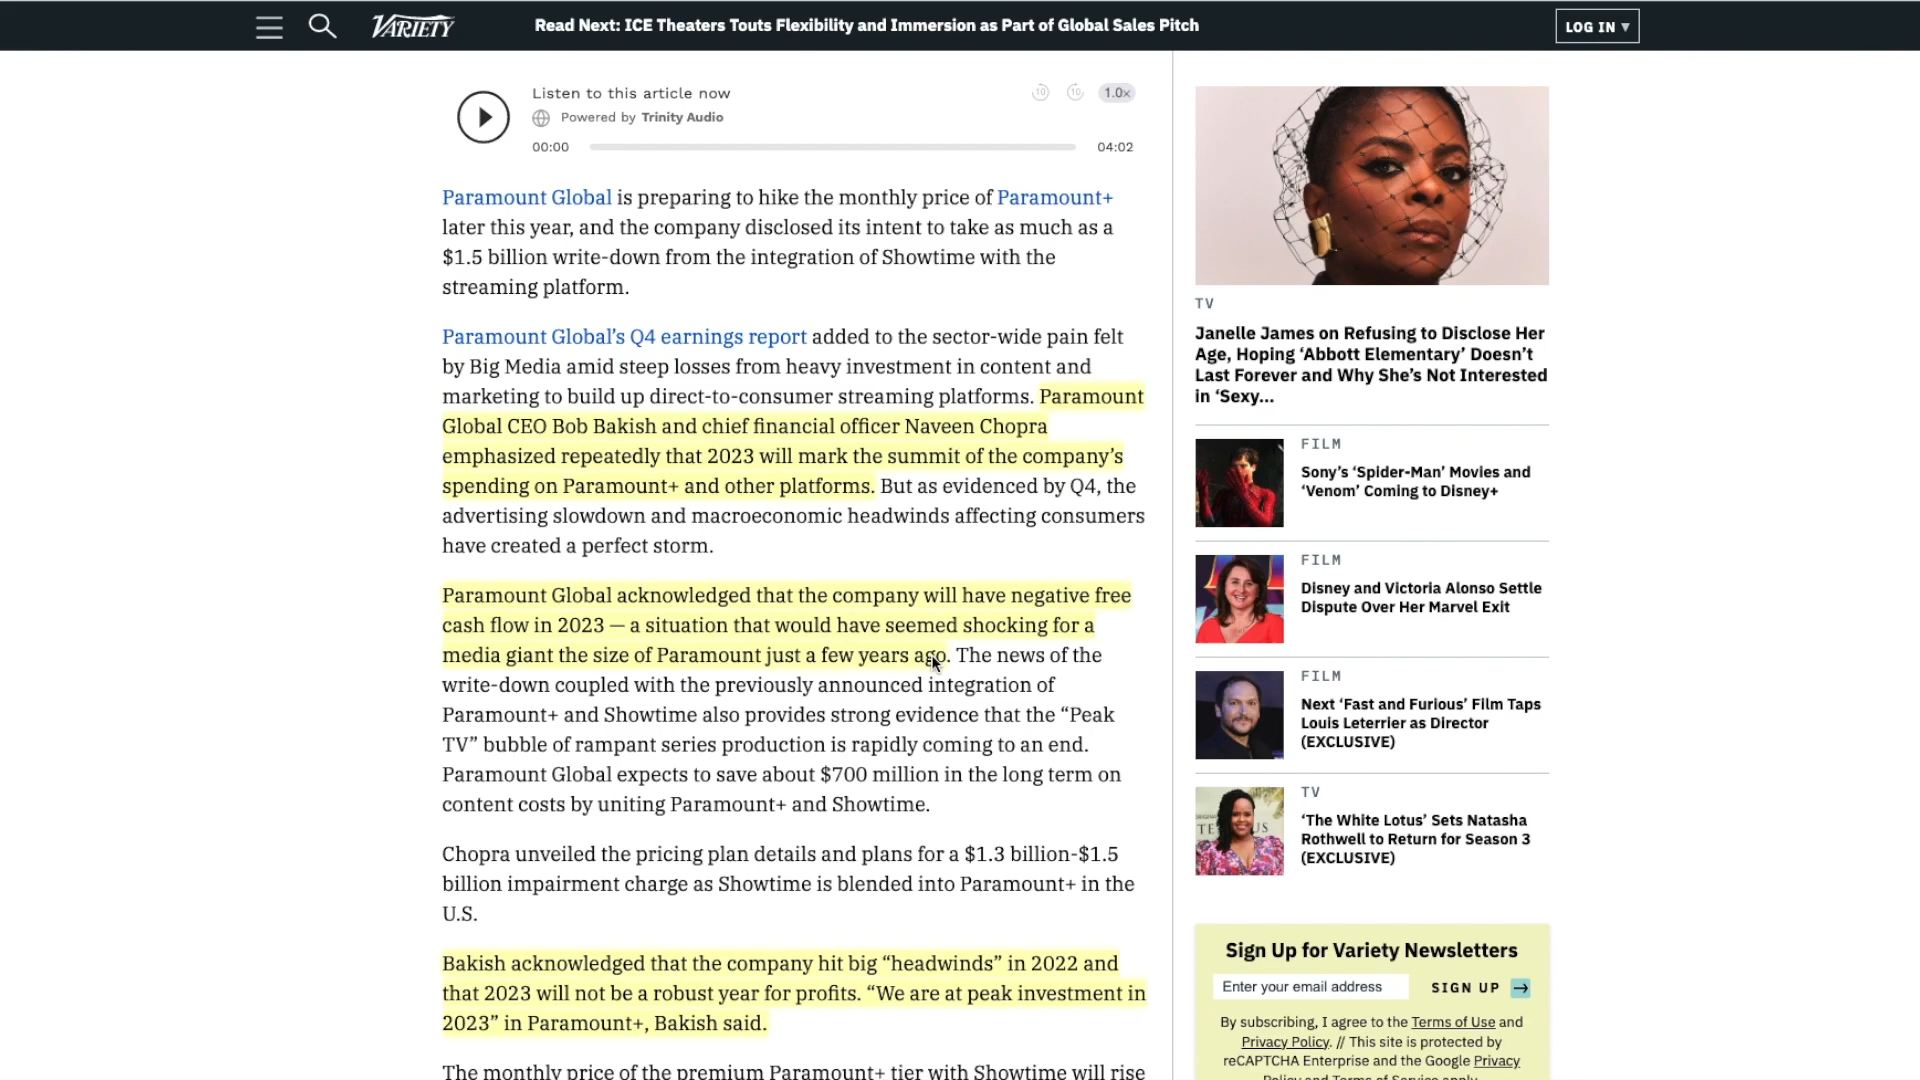 VARIETY
Read Next: ICE Theaters Touts Flexibility and Immersion as Part of Global Sales Pitch
LOG IN ▾
Listen to this article now
10
10
1.0×
Powered by Trinity Audio
00:00
04:02
Paramount Global is preparing to hike the monthly price of Paramount+
later this year, and the company disclosed its intent to take as much as a
$1.5 billion write-down from the integration of Showtime with the
streaming platform.
Paramount Global’s Q4 earnings report added to the sector-wide pain felt
by Big Media amid steep losses from heavy investment in content and
marketing to build up direct-to-consumer streaming platforms. Paramount
Global CEO Bob Bakish and chief financial officer Naveen Chopra
emphasized repeatedly that 2023 will mark the summit of the company’s
spending on Paramount+ and other platforms. But as evidenced by Q4, the
advertising slowdown and macroeconomic headwinds affecting consumers
have created a perfect storm.
Paramount Global acknowledged that the company will have negative free
cash flow in 2023 — a situation that would have seemed shocking for a
media giant the size of Paramount just a few years ago. The news of the
write-down coupled with the previously announced integration of
Paramount+ and Showtime also provides strong evidence that the “Peak
TV” bubble of rampant series production is rapidly coming to an end.
Paramount Global expects to save about $700 million in the long term on
content costs by uniting Paramount+ and Showtime.
Chopra unveiled the pricing plan details and plans for a $1.3 billion-$1.5
billion impairment charge as Showtime is blended into Paramount+ in the
U.S.
Bakish acknowledged that the company hit big “headwinds” in 2022 and
that 2023 will not be a robust year for profits. “We are at peak investment in
2023” in Paramount+, Bakish said.
The monthly price of the premium Paramount+ tier with Showtime will rise
TV
Janelle James on Refusing to Disclose Her
Age, Hoping ‘Abbott Elementary’ Doesn’t
Last Forever and Why She’s Not Interested
in ‘Sexy...
FILM
Sony’s ‘Spider-Man’ Movies and
‘Venom’ Coming to Disney+
FILM
Disney and Victoria Alonso Settle
Dispute Over Her Marvel Exit
FILM
Next ‘Fast and Furious’ Film Taps
Louis Leterrier as Director
(EXCLUSIVE)
TV
‘The White Lotus’ Sets Natasha
Rothwell to Return for Season 3
(EXCLUSIVE)
Sign Up for Variety Newsletters
Enter your email address
SIGN UP →
By subscribing, I agree to the Terms of Use and
Privacy Policy. // This site is protected by
reCAPTCHA Enterprise and the Google Privacy
Policy and Terms of Service apply.